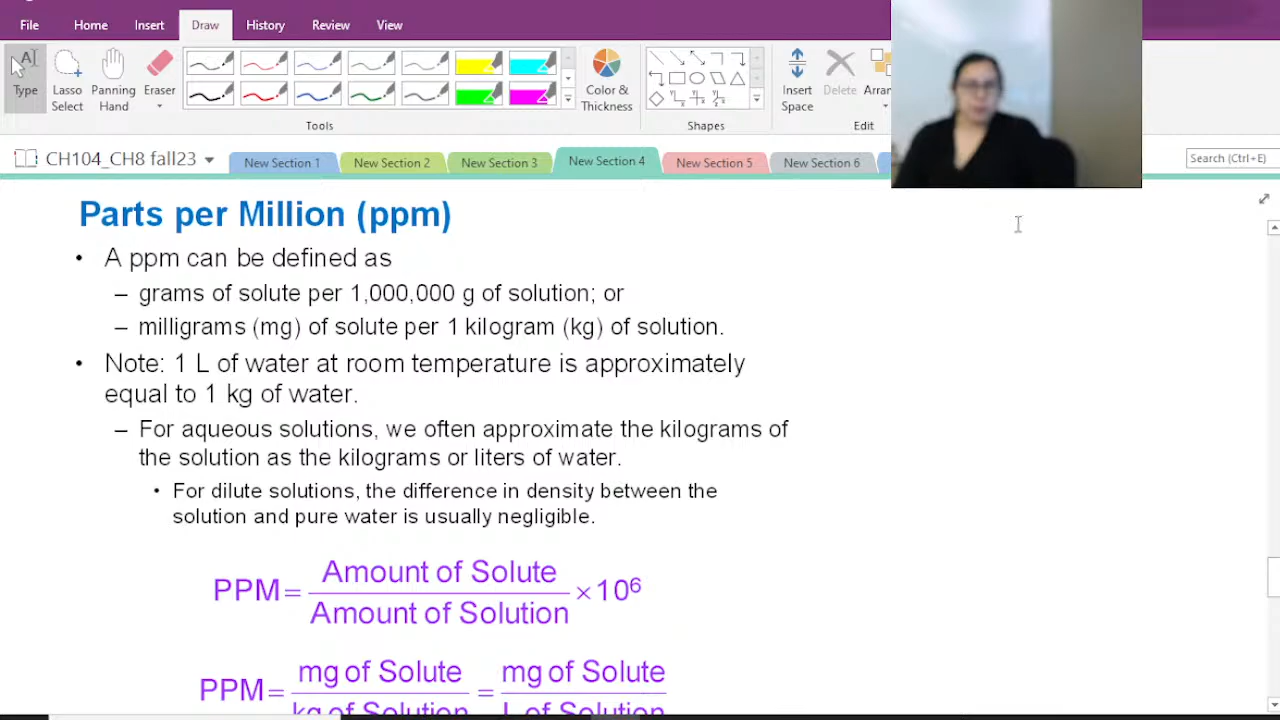 File Home Insert Draw History Review View
Type Lasso Select Panning Hand Eraser Color & Thickness Insert Space Delete Arran
Tools Shapes Edit
CH104_CH8 fall23 New Section 1 New Section 2 New Section 3 New Section 4 New Section 5 New Section 6 Search (Ctrl+E)
Parts per Million (ppm)
• A ppm can be defined as
– grams of solute per 1,000,000 g of solution; or
– milligrams (mg) of solute per 1 kilogram (kg) of solution.
• Note: 1 L of water at room temperature is approximately
equal to 1 kg of water.
– For aqueous solutions, we often approximate the kilograms of
the solution as the kilograms or liters of water.
• For dilute solutions, the difference in density between the
solution and pure water is usually negligible.
PPM = Amount of Solute / Amount of Solution × 10⁶
PPM = mg of Solute / kg of Solution = mg of Solute / L of Solution